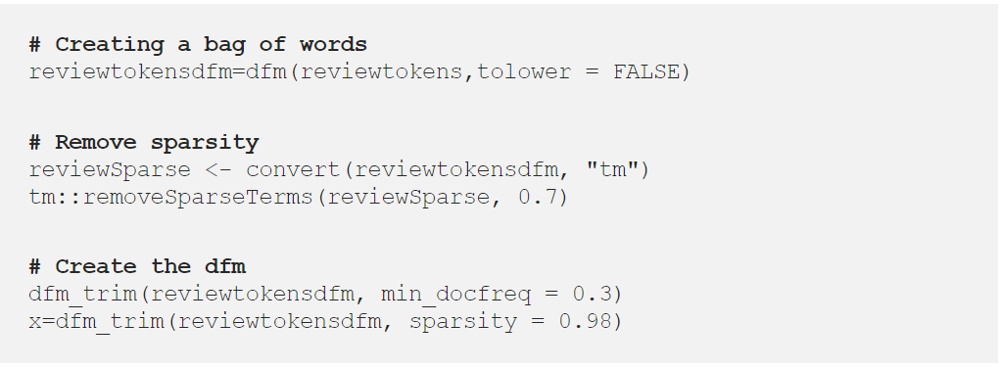 # Creating a bag of words
reviewtokensdfm=dfm(reviewtokens,tolower = FALSE)
# Remove sparsity
reviewSparse <- convert(reviewtokensdfm, "tm")
tm::removeSparseTerms(reviewSparse, 0.7)
# Create the dfm
dfm_trim(reviewtokensdfm, min_docfreq = 0.3)
x=dfm_trim(reviewtokensdfm, sparsity = 0.98)